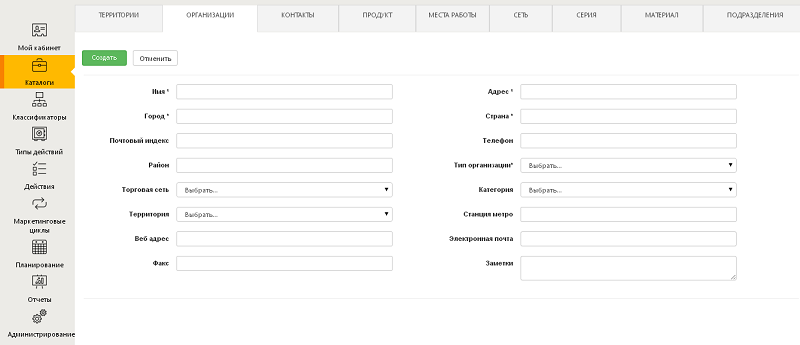 ТЕРРИТОРИИ ОРГАНИЗАЦИИ КОНТАКТЫ ПРОДУКТ МЕСТА РАБОТЫ СЕТЬ СЕРИЯ МАТЕРИАЛ ПОДРАЗДЕЛЕНИЯ
Мой кабинет
Каталоги
Классификаторы
Типы действий
Действия
Маркетинговые
циклы
Планирование
Отчеты
Администрирование
Создать Отменить
Имя * Адрес *
Город * Страна *
Почтовый индекс Телефон
Район Тип организации* Выбрать...
Торговая сеть Выбрать... Категория Выбрать...
Территория Выбрать... Станция метро
Веб адрес Электронная почта
Факс Заметки